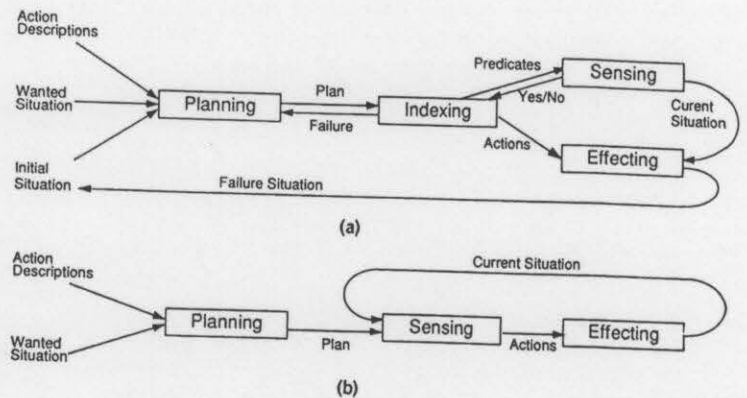 Action
Descriptions
Wanted
Situation
Initial
Situation
Planning
Plan
Failure
Indexing
Predicates
Yes/No
Sensing
Curent
Situation
Actions
Effecting
Failure Situation
(a)
Action
Descriptions
Wanted
Situation
Planning
Plan
Current Situation
Sensing
Actions
Effecting
(b)